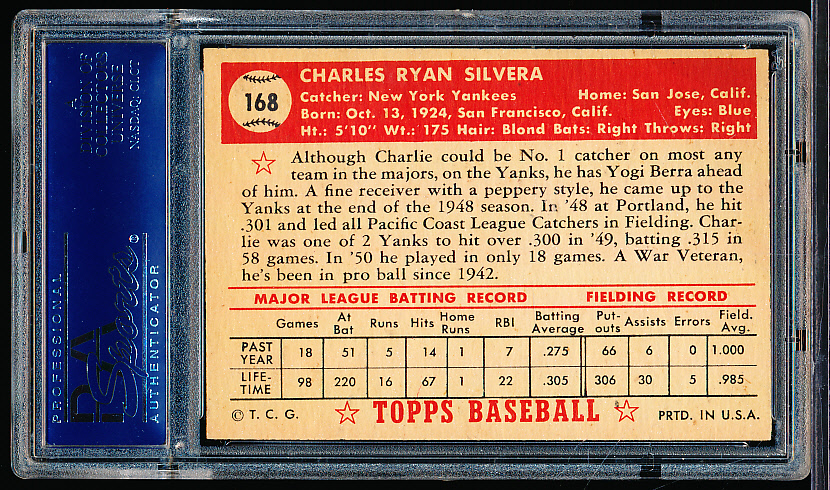 A
DIVISION OF
COLLECTORS
UNIVERSE
NASDAQ: CLCT
PROFESSIONAL
PSA
Sports
®
AUTHENTICATOR
168
CHARLES RYAN SILVERA
Catcher: New York Yankees Home: San Jose, Calif.
Born: Oct. 13, 1924, San Francisco, Calif. Eyes: Blue
Ht.: 5'10" Wt.: 175 Hair: Blond Bats: Right Throws: Right
Although Charlie could be No. 1 catcher on most any
team in the majors, on the Yanks, he has Yogi Berra ahead
of him. A fine receiver with a peppery style, he came up to the
Yanks at the end of the 1948 season. In '48 at Portland, he hit
.301 and led all Pacific Coast League Catchers in Fielding. Char-
lie was one of 2 Yanks to hit over .300 in '49, batting .315 in
58 games. In '50 he played in only 18 games. A War Veteran,
he's been in pro ball since 1942.
MAJOR LEAGUE BATTING RECORD FIELDING RECORD
Games At Bat Runs Hits Home Runs RBI Batting Average Put-outs Assists Errors Field. Avg.
PAST YEAR 18 51 5 14 1 7 .275 66 6 0 1.000
LIFE-TIME 98 220 16 67 1 22 .305 306 30 5 .985
© T. C. G. TOPPS BASEBALL PRTD. IN U.S.A.